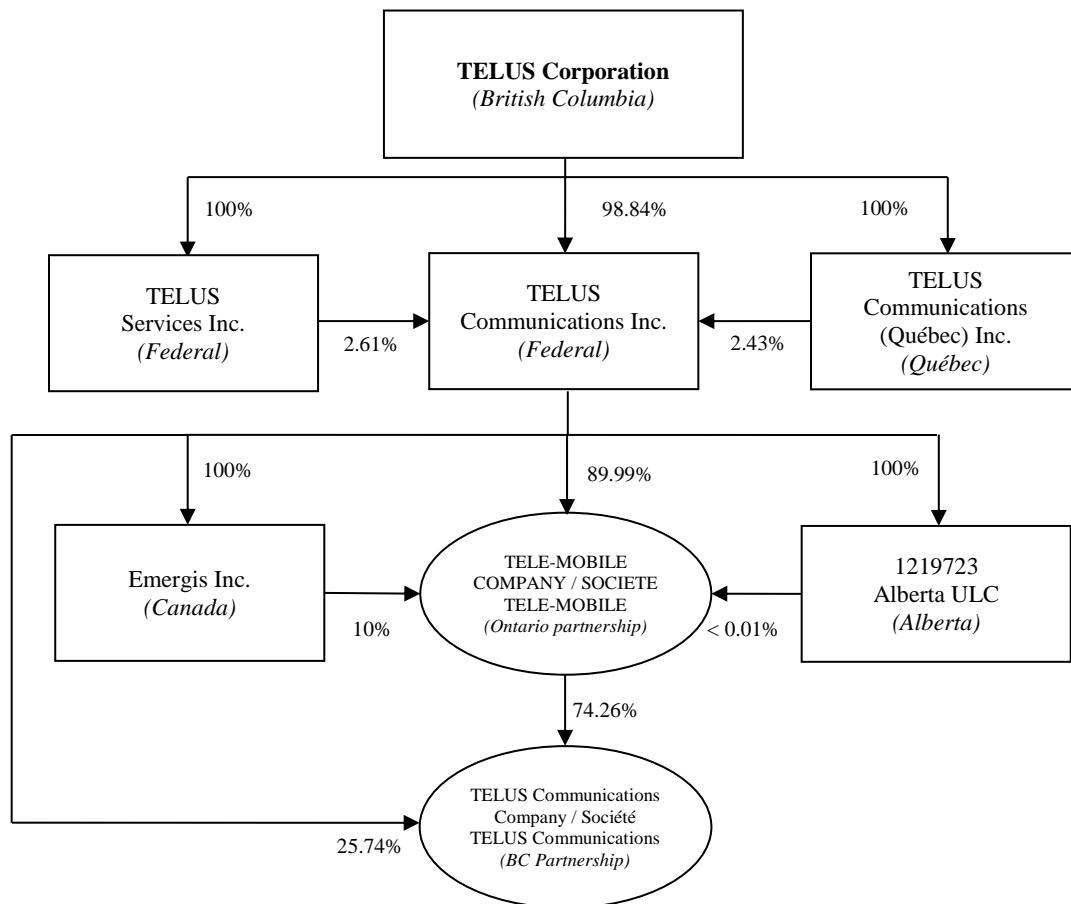 TELUS Corporation
(British Columbia)
100%
98.84%
100%
TELUS
Services Inc.
(Federal)
2.61%
TELUS
Communications Inc.
(Federal)
2.43%
TELUS
Communications
(Québec) Inc.
(Québec)
100%
89.99%
100%
Emergis Inc.
(Canada)
10%
TELE-MOBILE
COMPANY / SOCIETE
TELE-MOBILE
(Ontario partnership)
< 0.01%
1219723
Alberta ULC
(Alberta)
74.26%
25.74%
TELUS Communications
Company / Société
TELUS Communications
(BC Partnership)